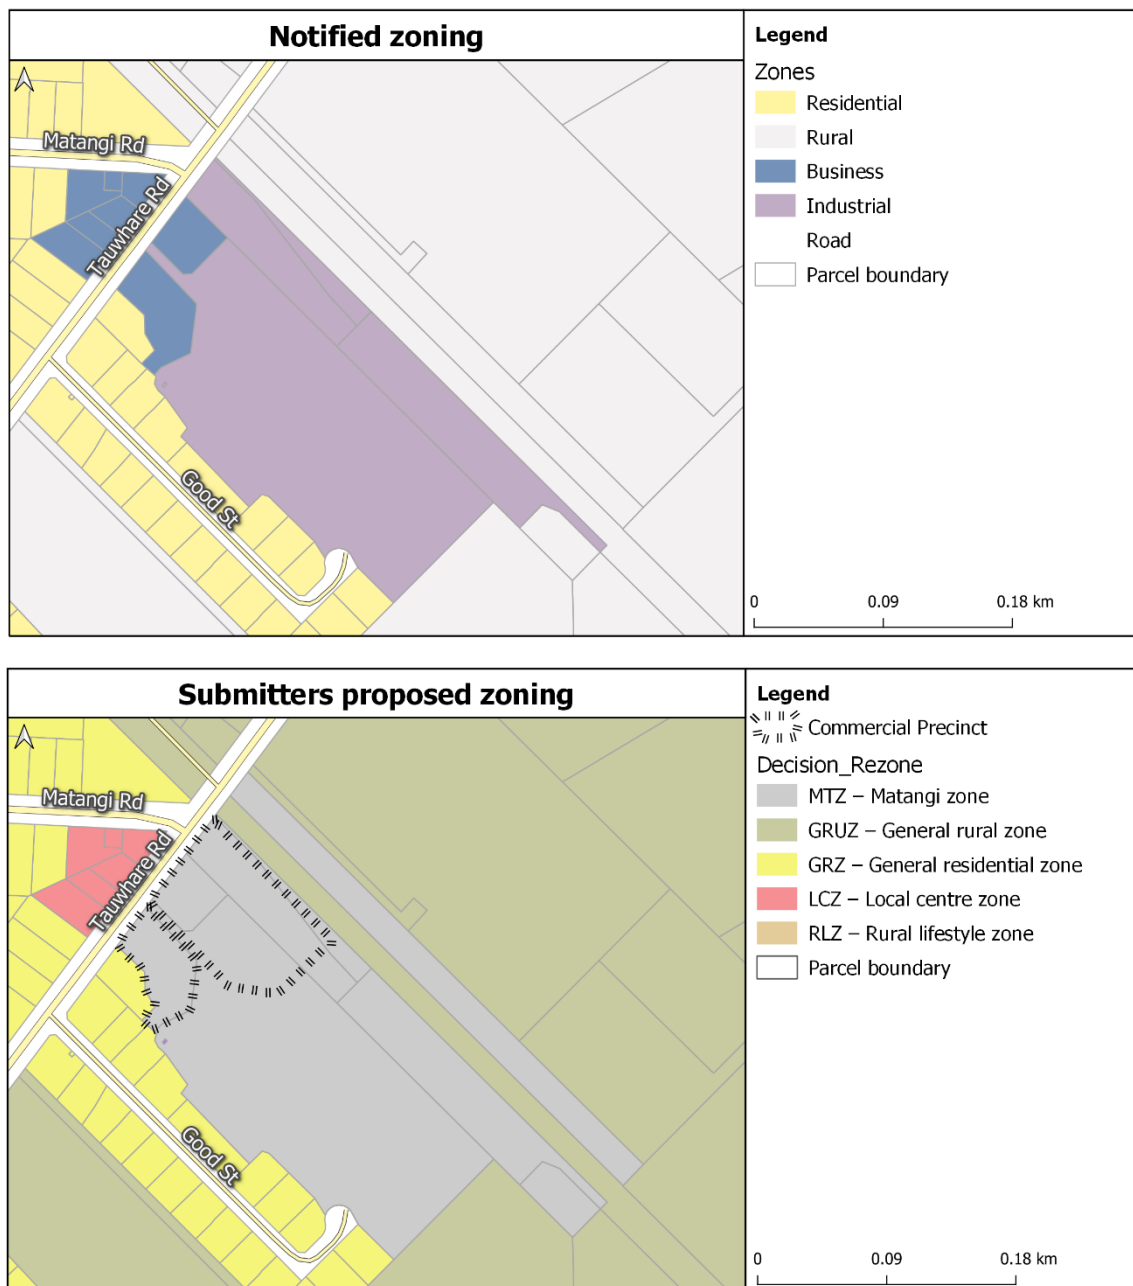 Notified zoning
Matangi Rd
Tauwhare Rd
Good St
Legend
Zones
Residential
Rural
Business
Industrial
Road
Parcel boundary
0 0.09 0.18 km
Submitters proposed zoning
Matangi Rd
Tauwhare Rd
Good St
Legend
Commercial Precinct
Decision_Rezone
MTZ – Matangi zone
GRUZ – General rural zone
GRZ – General residential zone
LCZ – Local centre zone
RLZ – Rural lifestyle zone
Parcel boundary
0 0.09 0.18 km